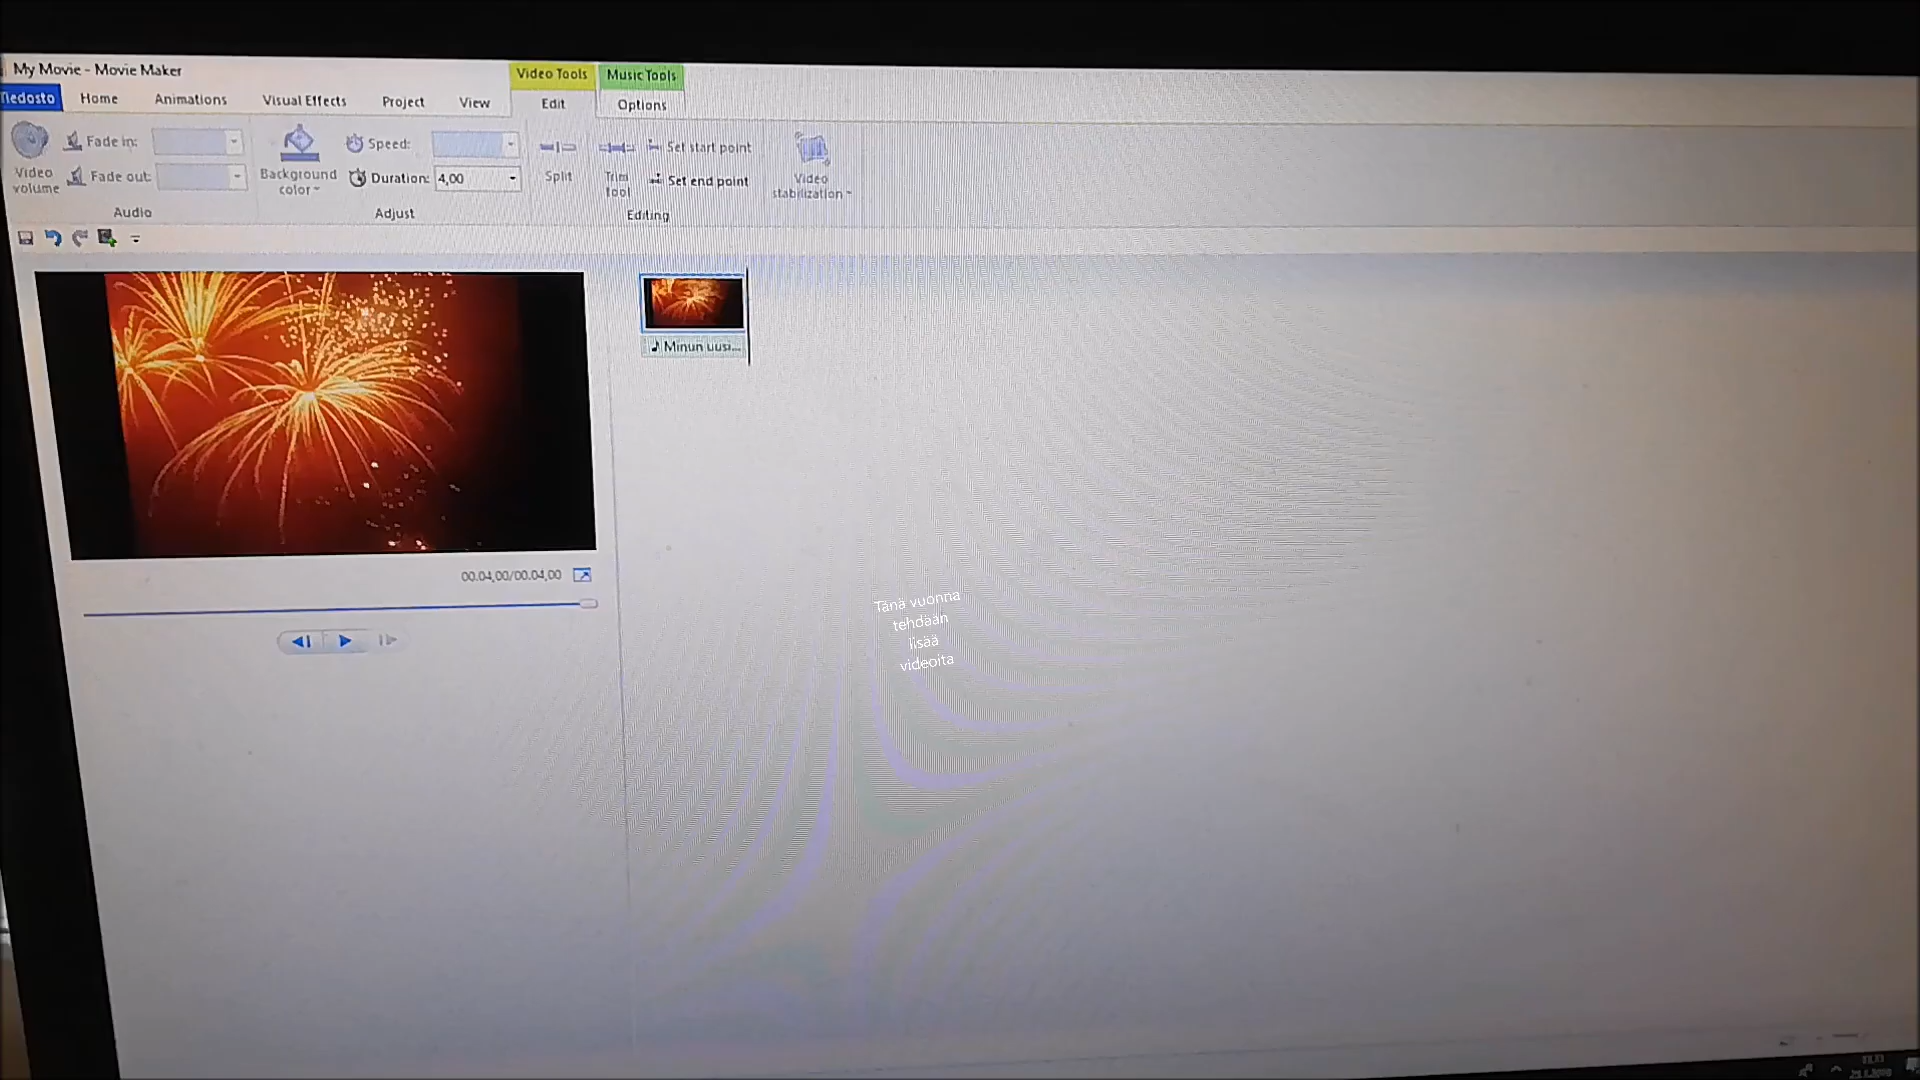 My Movie - Movie Maker
Video Tools
Music Tools
Tiedosto
Home
Animations
Visual Effects
Project
View
Edit
Options
Fade in:
Fade out:
Video
volume
Audio
Background
color
Speed:
Duration: 4,00
Adjust
Split
Trim
tool
Set start point
Set end point
Editing
Video
stabilization
Minun uusi...
00.04,00/00.04,00
Tänä vuonna
tehdään
lisää
videoita